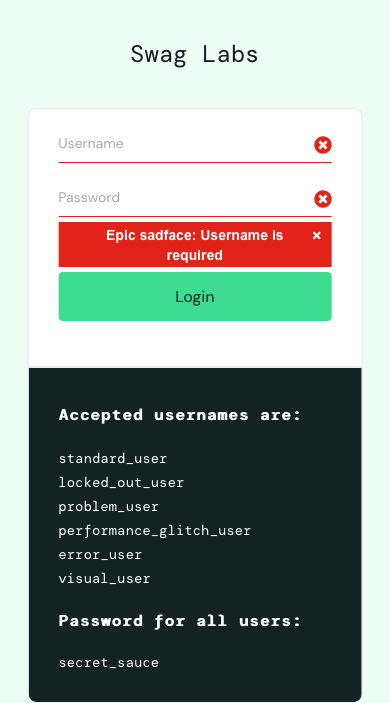 Swag Labs
Username
Password
Epic sadface: Username is
required
Login
Accepted usernames are:
standard_user
locked_out_user
problem_user
performance_glitch_user
error_user
visual_user
Password for all users:
secret_sauce